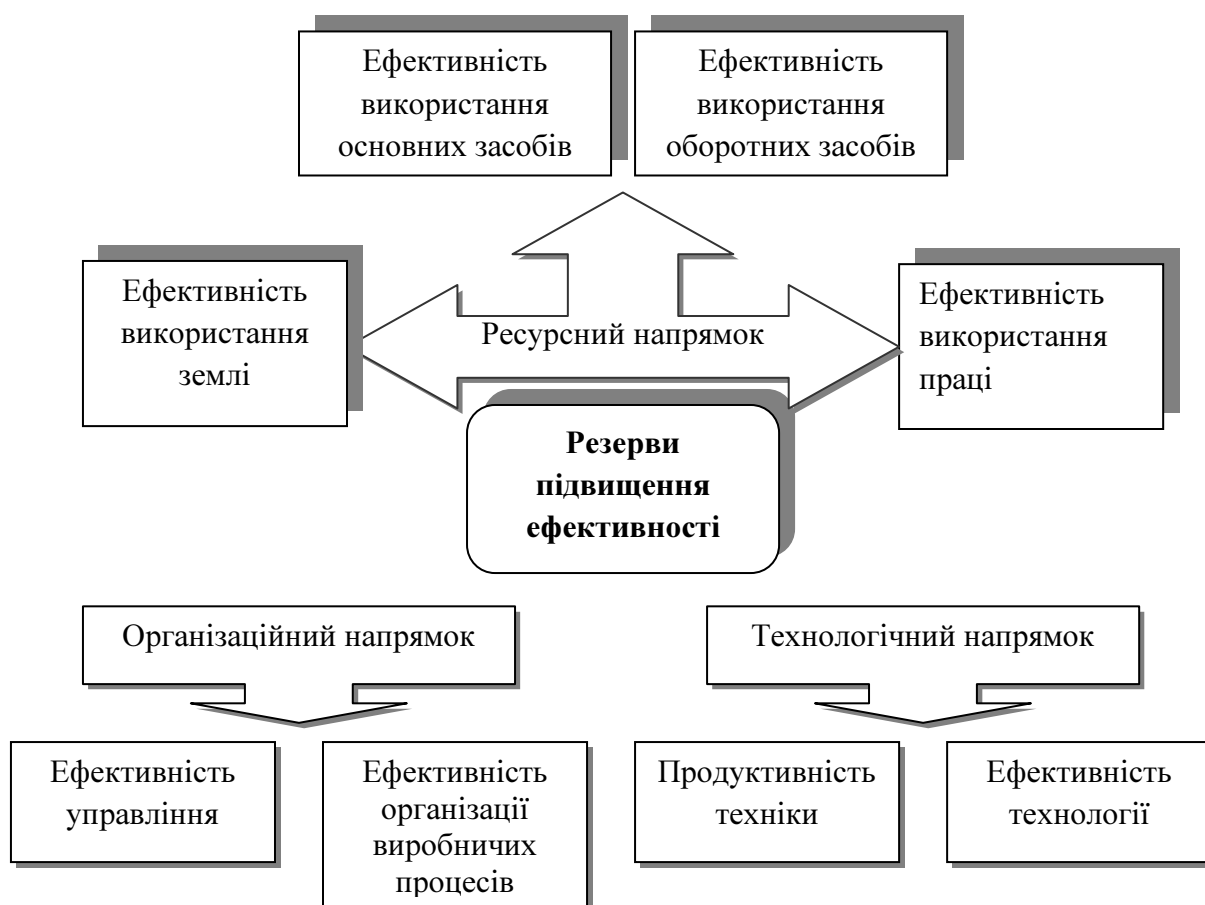 Ефективність
використання
основних засобів
Ефективність
використання
оборотних засобів
Ефективність
використання
землі
Ресурсний напрямок
Ефективність
використання
праці
Резерви
підвищення
ефективності
Організаційний напрямок
Технологічний напрямок
Ефективність
управління
Ефективність
організації
виробничих
процесів
Продуктивність
техніки
Ефективність
технології